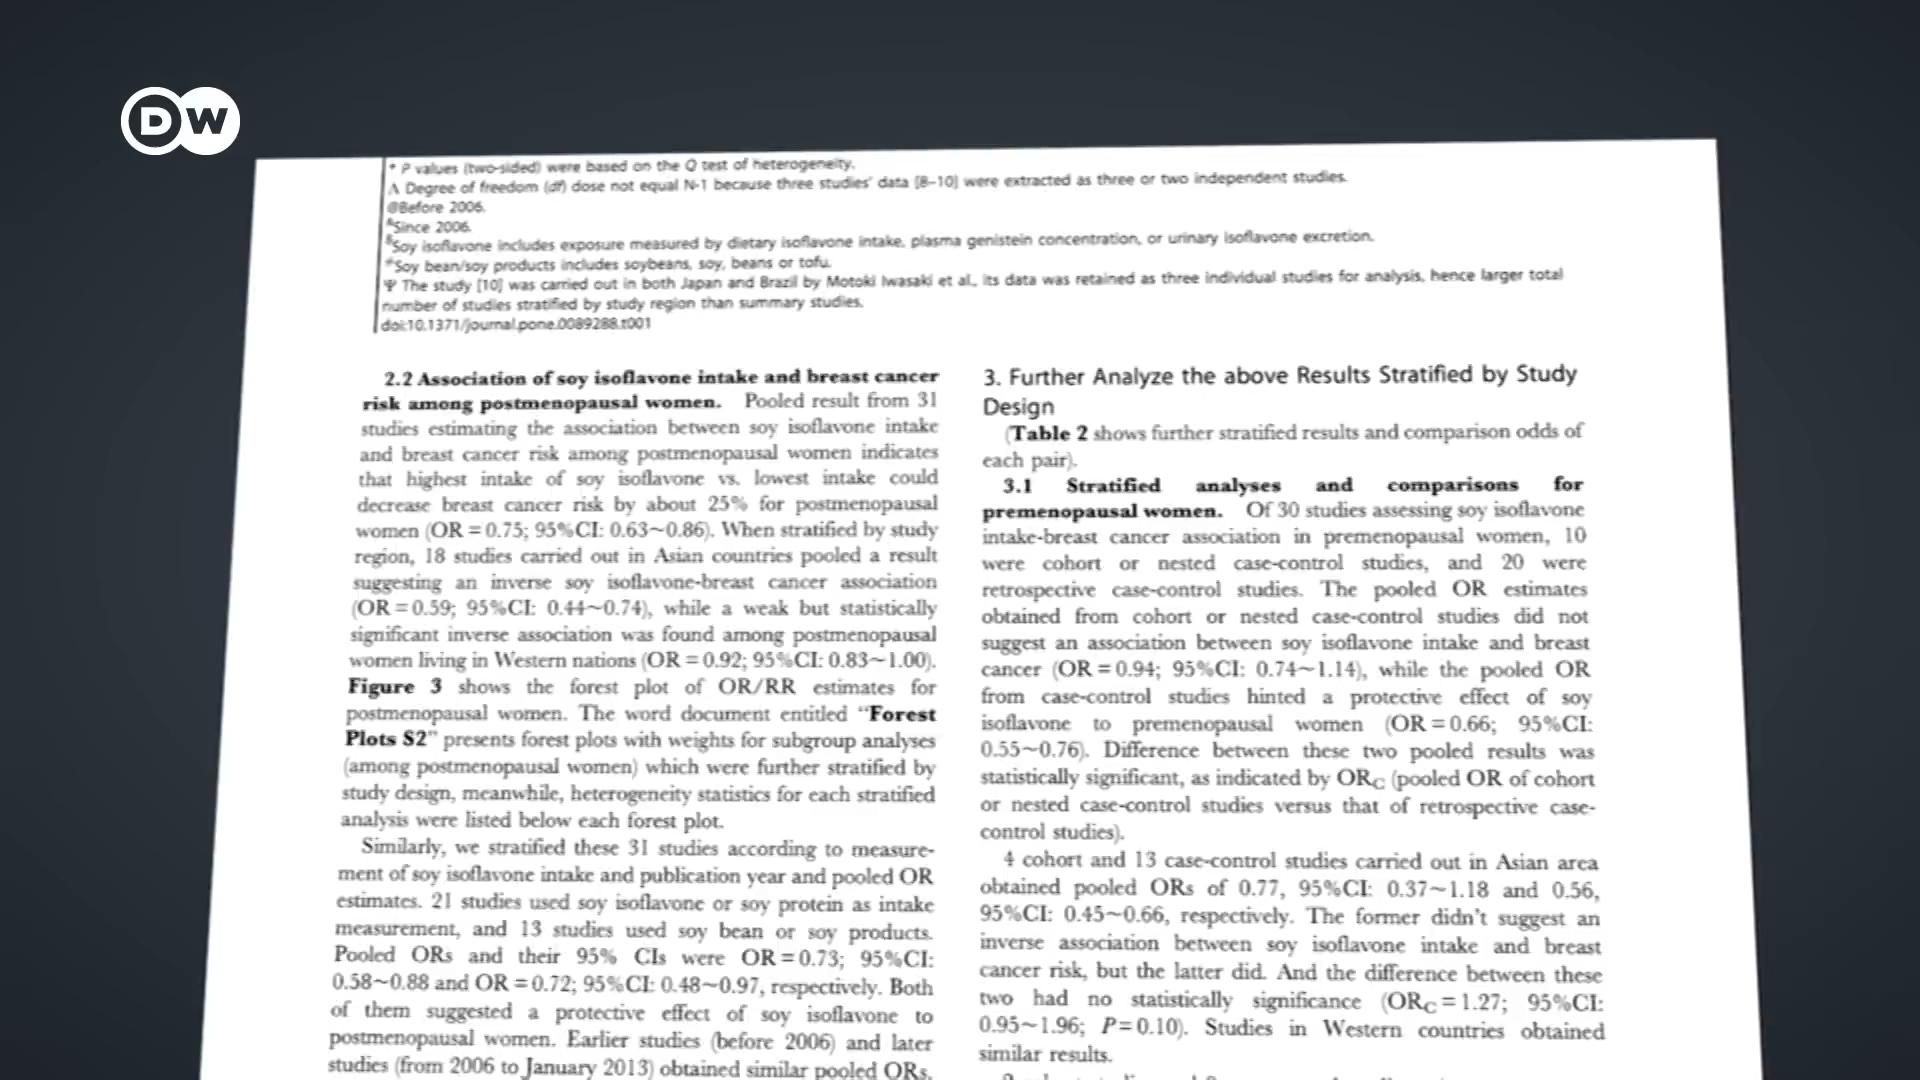 DW
* P values (two-sided) were based on the Q test of heterogeneity.
Λ Degree of freedom (df) dose not equal N-1 because three studies' data [8–10] were extracted as three or two independent studies.
@Before 2006.
Since 2006.
Soy isoflavone includes exposure measured by dietary isoflavone intake, plasma genistein concentration, or urinary isoflavone excretion.
Soy bean/soy products includes soybeans, soy, beans or tofu.
Ψ The study [10] was carried out in both Japan and Brazil by Motoki Iwasaki et al., its data was retained as three individual studies for analysis, hence larger total
number of studies stratified by study region than summary studies.
doi:10.1371/journal.pone.0089288.t001
2.2 Association of soy isoflavone intake and breast cancer
risk among postmenopausal women. Pooled result from 31
studies estimating the association between soy isoflavone intake
and breast cancer risk among postmenopausal women indicates
that highest intake of soy isoflavone vs. lowest intake could
decrease breast cancer risk by about 25% for postmenopausal
women (OR = 0.75; 95%CI: 0.63~0.86). When stratified by study
region, 18 studies carried out in Asian countries pooled a result
suggesting an inverse soy isoflavone-breast cancer association
(OR = 0.59; 95%CI: 0.44~0.74), while a weak but statistically
significant inverse association was found among postmenopausal
women living in Western nations (OR = 0.92; 95%CI: 0.83~1.00).
Figure 3 shows the forest plot of OR/RR estimates for
postmenopausal women. The word document entitled "Forest
Plots S2" presents forest plots with weights for subgroup analyses
(among postmenopausal women) which were further stratified by
study design, meanwhile, heterogeneity statistics for each stratified
analysis were listed below each forest plot.
Similarly, we stratified these 31 studies according to measure-
ment of soy isoflavone intake and publication year and pooled OR
estimates. 21 studies used soy isoflavone or soy protein as intake
measurement, and 13 studies used soy bean or soy products.
Pooled ORs and their 95% CIs were OR = 0.73; 95%CI:
0.58~0.88 and OR = 0.72; 95%CI: 0.48~0.97, respectively. Both
of them suggested a protective effect of soy isoflavone to
postmenopausal women. Earlier studies (before 2006) and later
studies (from 2006 to January 2013) obtained similar pooled ORs.
3. Further Analyze the above Results Stratified by Study
Design
(Table 2 shows further stratified results and comparison odds of
each pair).
3.1 Stratified analyses and comparisons for
premenopausal women. Of 30 studies assessing soy isoflavone
intake-breast cancer association in premenopausal women, 10
were cohort or nested case-control studies, and 20 were
retrospective case-control studies. The pooled OR estimates
obtained from cohort or nested case-control studies did not
suggest an association between soy isoflavone intake and breast
cancer (OR = 0.94; 95%CI: 0.74~1.14), while the pooled OR
from case-control studies hinted a protective effect of soy
isoflavone to premenopausal women (OR = 0.66; 95%CI:
0.55~0.76). Difference between these two pooled results was
statistically significant, as indicated by ORC (pooled OR of cohort
or nested case-control studies versus that of retrospective case-
control studies).
4 cohort and 13 case-control studies carried out in Asian area
obtained pooled ORs of 0.77, 95%CI: 0.37~1.18 and 0.56,
95%CI: 0.45~0.66, respectively. The former didn't suggest an
inverse association between soy isoflavone intake and breast
cancer risk, but the latter did. And the difference between these
two had no statistically significance (ORC = 1.27; 95%CI:
0.95~1.96; P = 0.10). Studies in Western countries obtained
similar results.